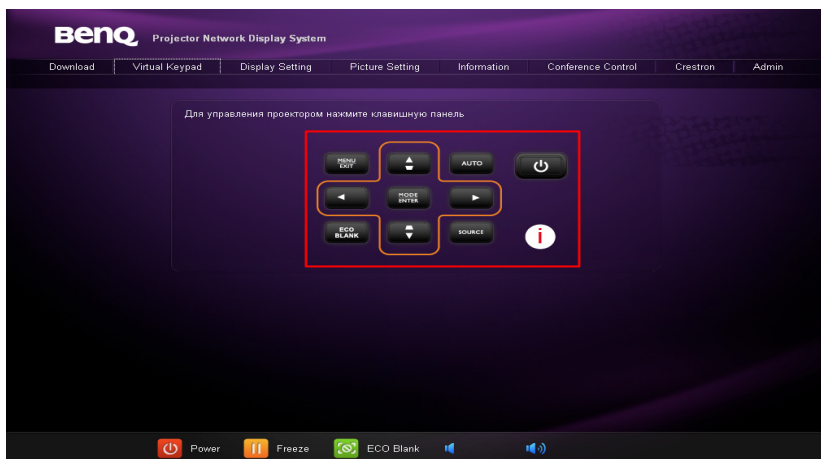 BenQ Projector Network Display System
Download Virtual Keypad Display Setting Picture Setting Information Conference Control Crestron Admin
Для управления проектором нажмите клавишную панель
MENU
EXIT
AUTO
MODE
ENTER
ECO
BLANK
SOURCE
i
Power Freeze ECO Blank